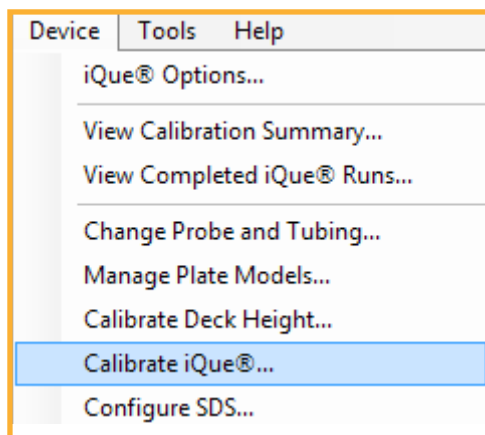 Device Tools Help
iQue® Options...
View Calibration Summary...
View Completed iQue® Runs...
Change Probe and Tubing...
Manage Plate Models...
Calibrate Deck Height...
Calibrate iQue®...
Configure SDS...